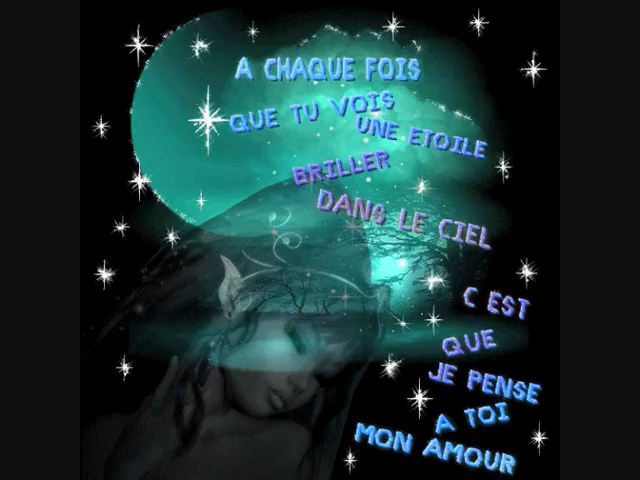 A CHAQUE FOIS
QUE TU VOIS
UNE ETOILE
BRILLER
DANS LE CIEL
C EST
QUE
JE PENSE
A TOI
MON AMOUR